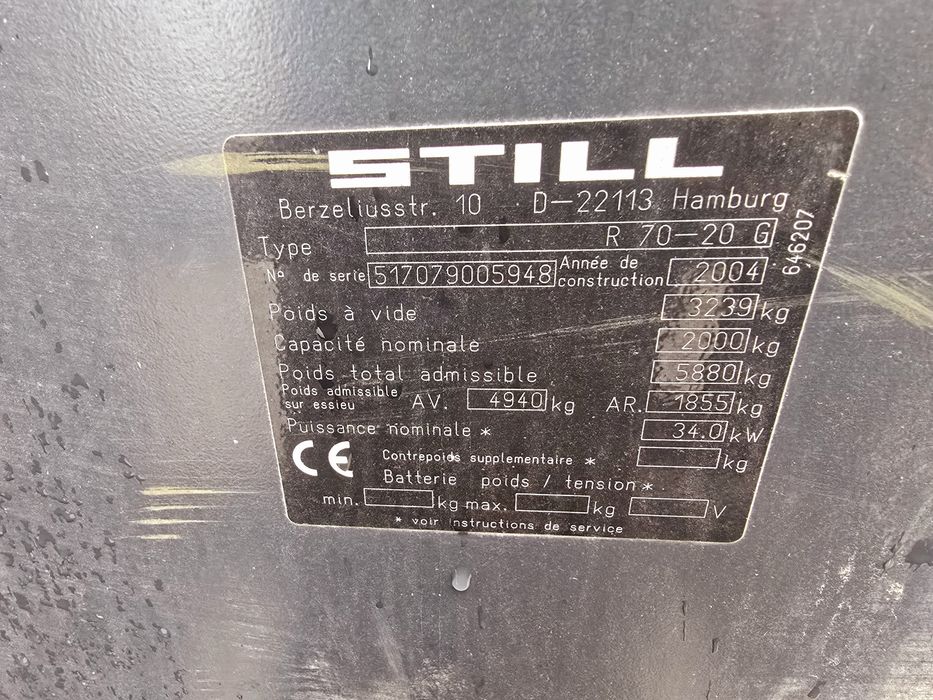 STILL
Berzeliusstr. 10 D-22113 Hamburg
Type R 70-20 G
Nº de serie 517079005948 Année de construction 2004
Poids à vide 3239 kg
Capacité nominale 2000 kg
Poids total admissible 5880 kg
Poids admissible sur essieu AV. 4940 kg AR. 1855 kg
Puissance nominale * 34.0 kW
CE Contrepoids supplementaire * kg
Batterie poids / tension *
min. kg max. kg V
* voir instructions de service
646207